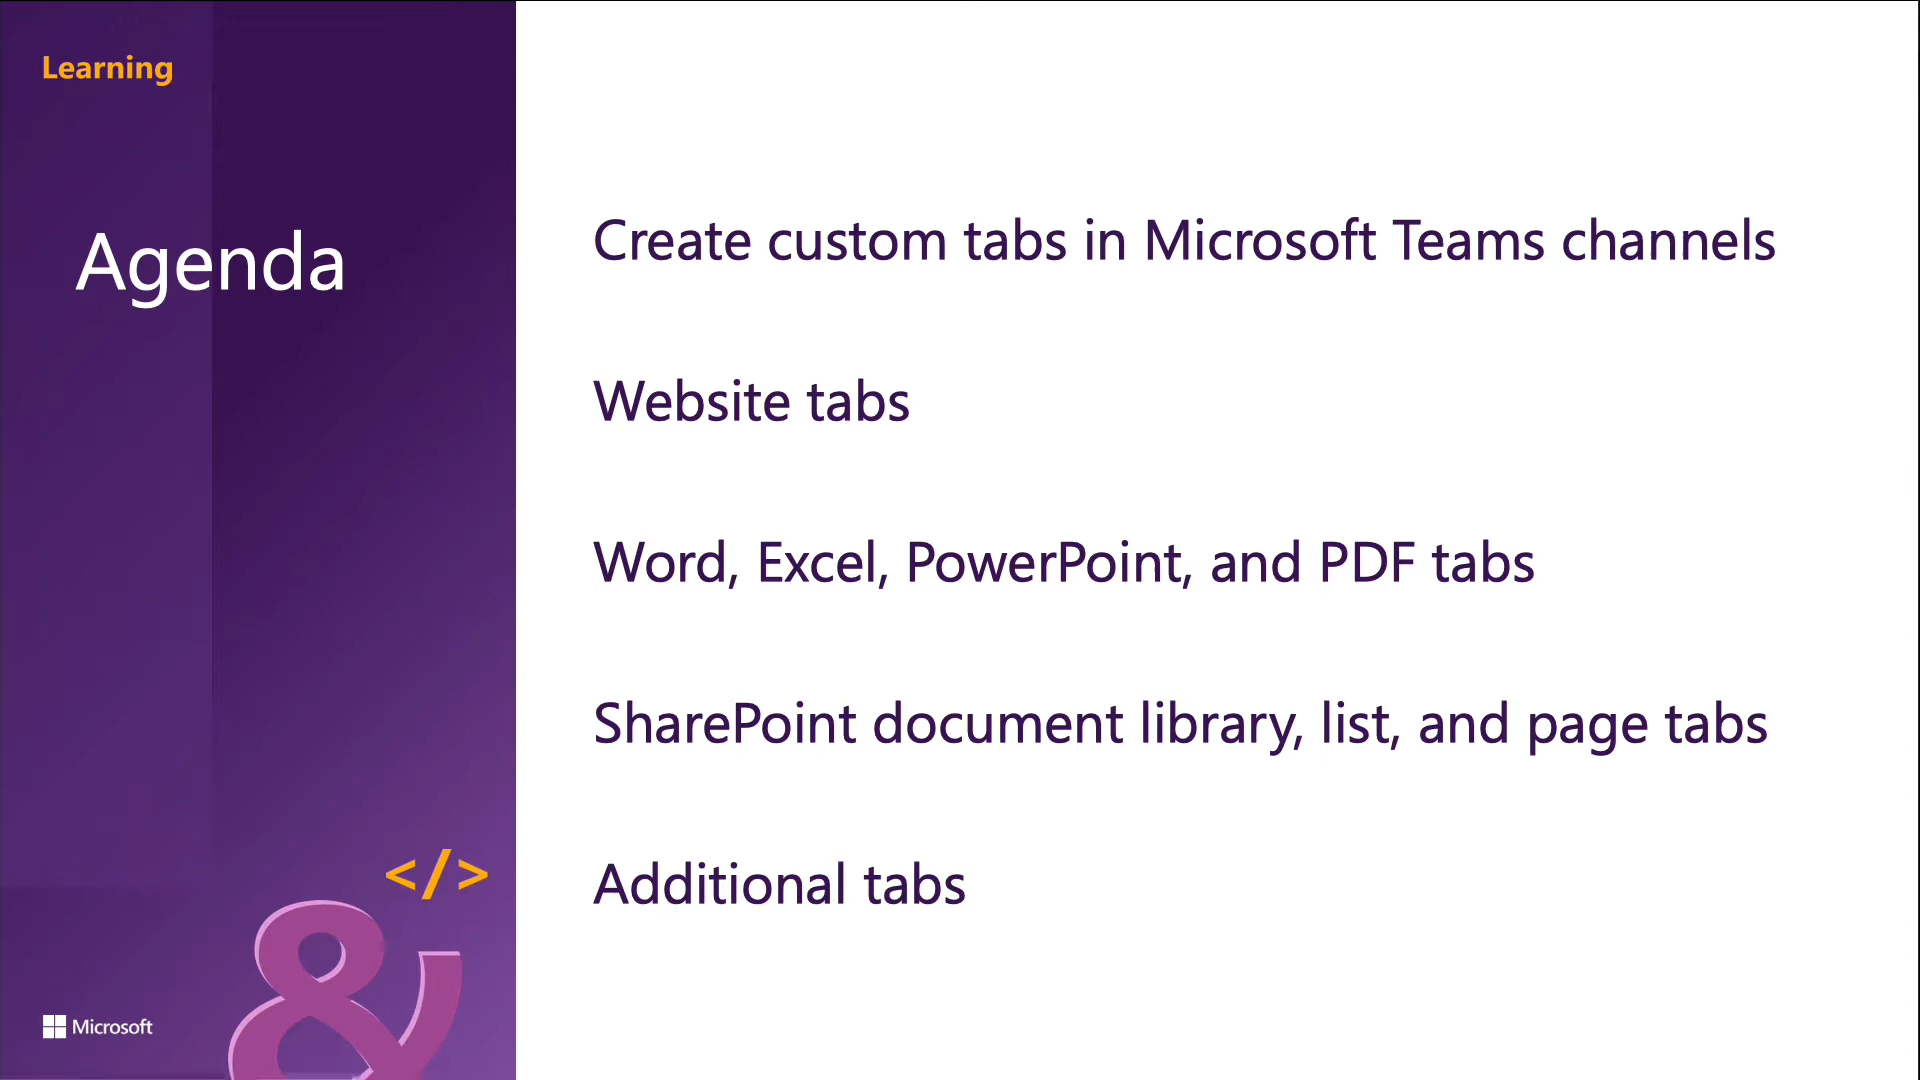 Learning
Agenda
Create custom tabs in Microsoft Teams channels
Website tabs
Word, Excel, PowerPoint, and PDF tabs
SharePoint document library, list, and page tabs
Additional tabs
</>
&
Microsoft